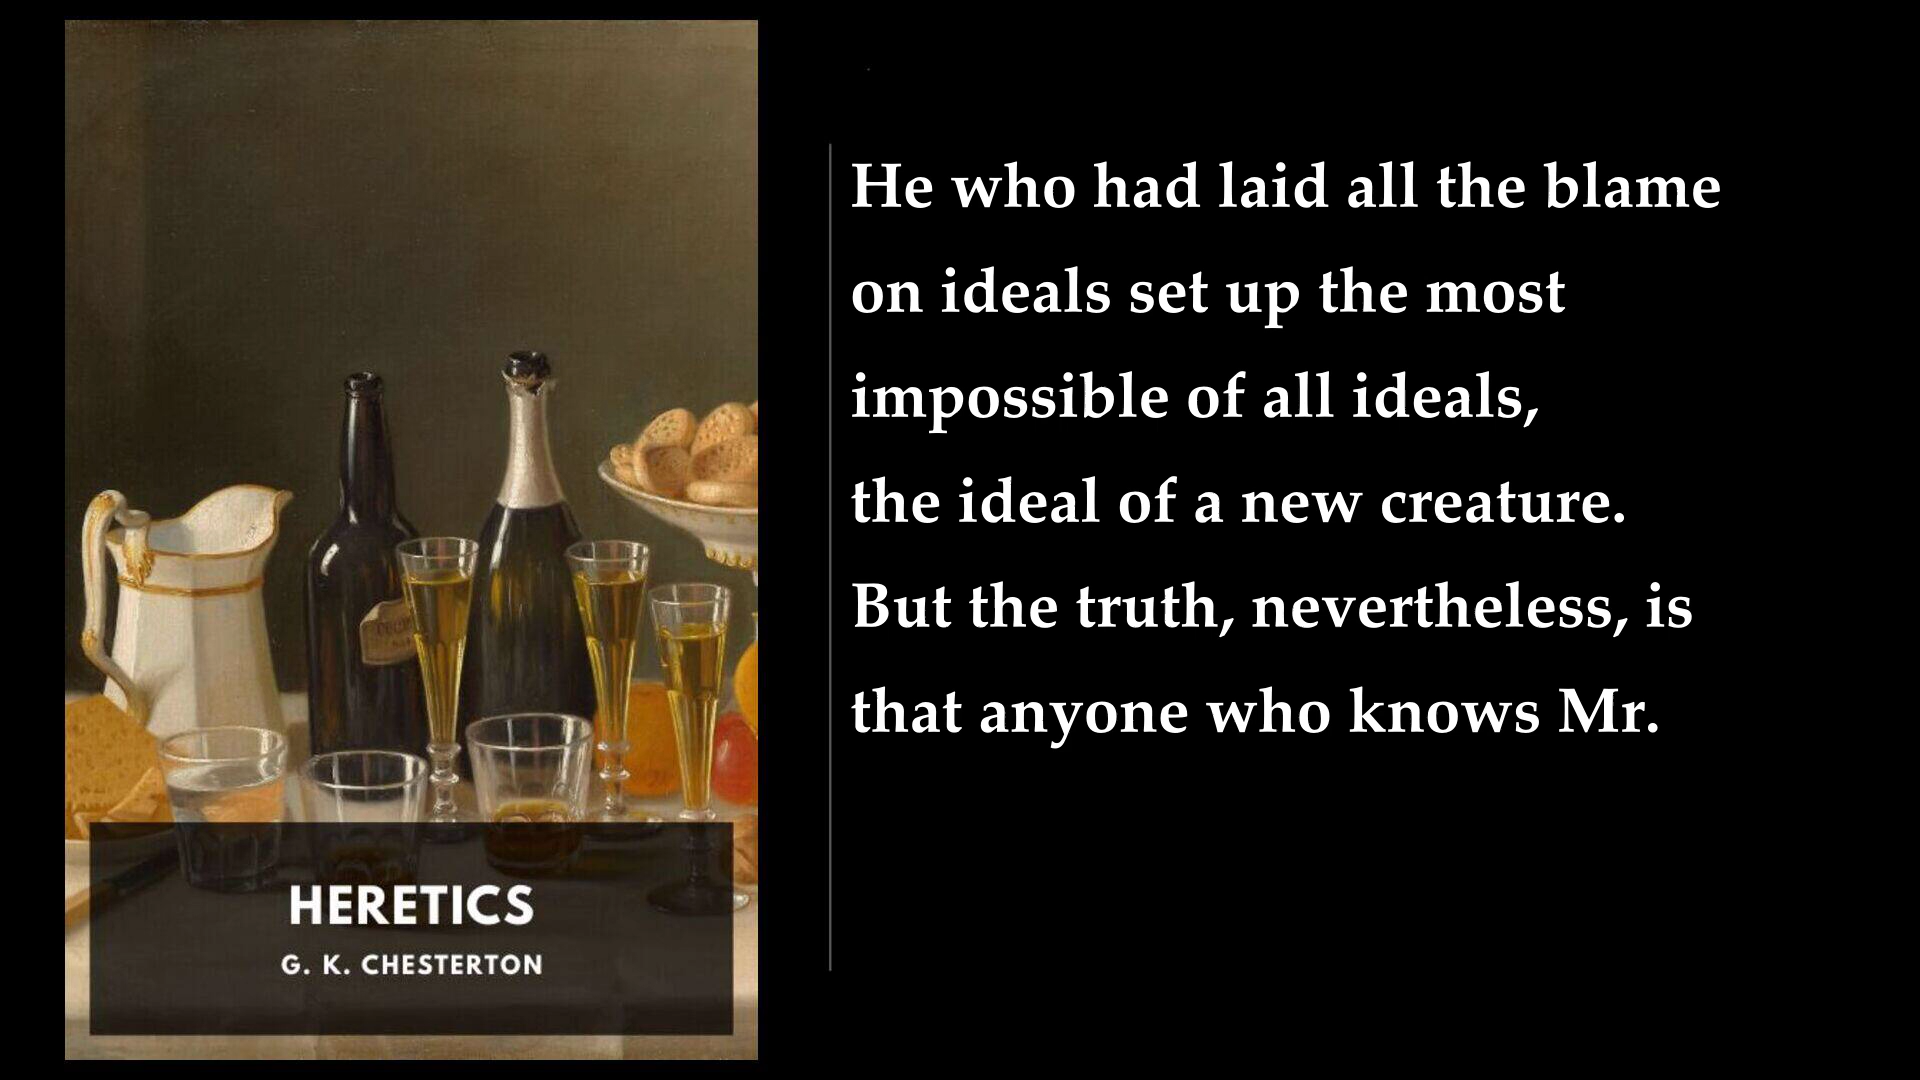 He who had laid all the blame
on ideals set up the most
impossible of all ideals,
the ideal of a new creature.
But the truth, nevertheless, is
that anyone who knows Mr.
HERETICS
G. K. CHESTERTON